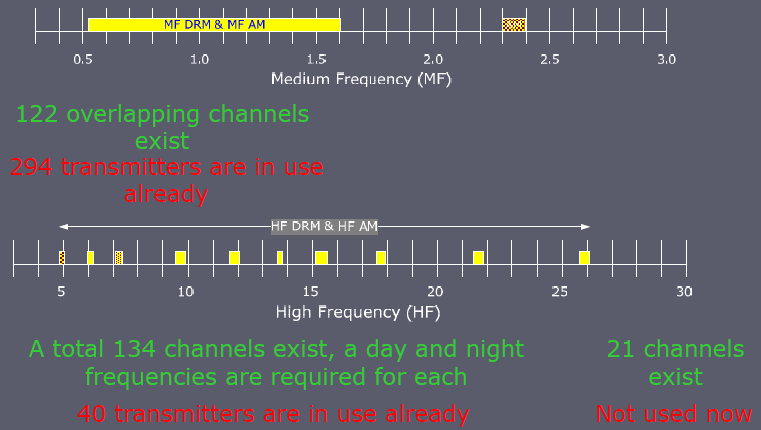 MF DRM & MF AM
0.5 1.0 1.5 2.0 2.5 3.0
Medium Frequency (MF)
122 overlapping channels
exist
294 transmitters are in use
already
HF DRM & HF AM
5 10 15 20 25 30
High Frequency (HF)
A total 134 channels exist, a day and night
frequencies are required for each
40 transmitters are in use already
21 channels
exist
Not used now